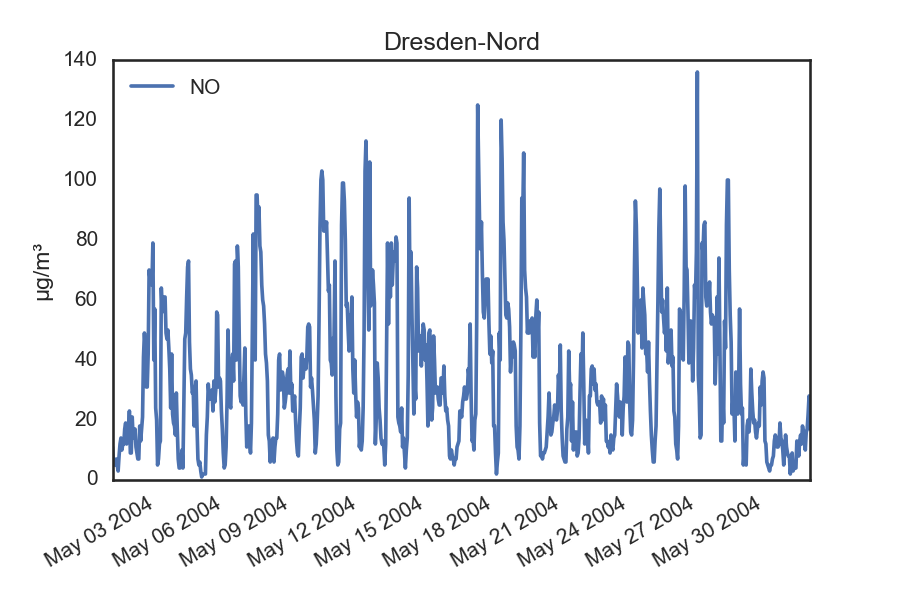 Dresden-Nord
NO
µg/m³
140
120
100
80
60
40
20
0
May 03 2004
May 06 2004
May 09 2004
May 12 2004
May 15 2004
May 18 2004
May 21 2004
May 24 2004
May 27 2004
May 30 2004